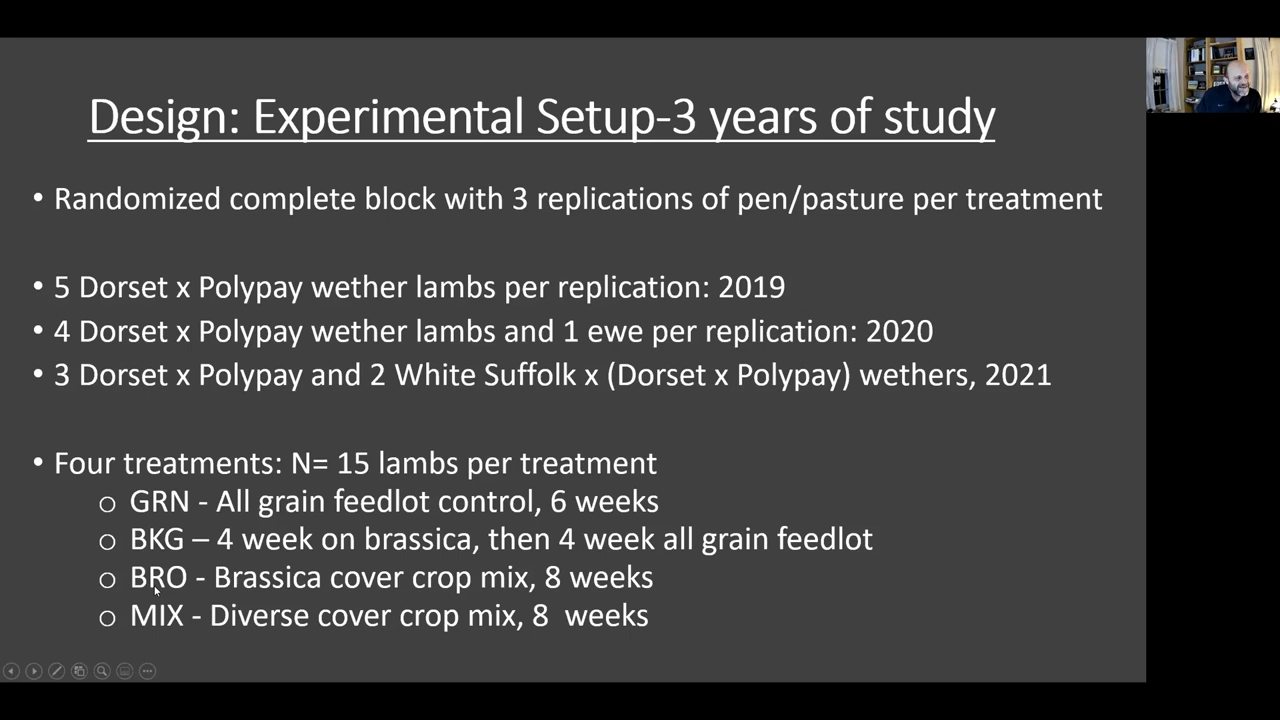 Design: Experimental Setup-3 years of study
• Randomized complete block with 3 replications of pen/pasture per treatment
• 5 Dorset x Polypay wether lambs per replication: 2019
• 4 Dorset x Polypay wether lambs and 1 ewe per replication: 2020
• 3 Dorset x Polypay and 2 White Suffolk x (Dorset x Polypay) wethers, 2021
• Four treatments: N= 15 lambs per treatment
o GRN - All grain feedlot control, 6 weeks
o BKG – 4 week on brassica, then 4 week all grain feedlot
o BRO - Brassica cover crop mix, 8 weeks
o MIX - Diverse cover crop mix, 8  weeks